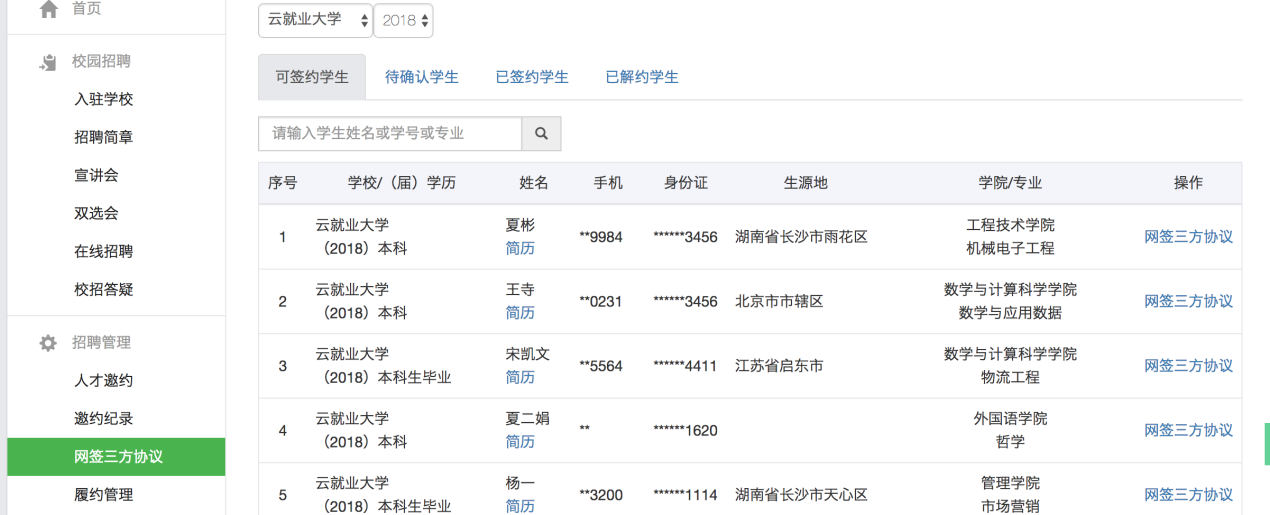 首页
校园招聘
入驻学校
招聘简章
宣讲会
双选会
在线招聘
校招答疑
招聘管理
人才邀约
邀约纪录
网签三方协议
履约管理
云就业大学 2018
可签约学生 待确认学生 已签约学生 已解约学生
请输入学生姓名或学号或专业
序号 学校/（届）学历 姓名 手机 身份证 生源地 学院/专业 操作
1 云就业大学 （2018）本科 夏彬 简历 **9984 ******3456 湖南省长沙市雨花区 工程技术学院 机械电子工程 网签三方协议
2 云就业大学 （2018）本科 王寺 简历 **0231 ******3456 北京市市辖区 数学与计算科学学院 数学与应用数据 网签三方协议
3 云就业大学 （2018）本科生毕业 宋凯文 简历 **5564 ******4411 江苏省启东市 数学与计算科学学院 物流工程 网签三方协议
4 云就业大学 （2018）本科 夏二娟 简历 ** ******1620 外国语学院 哲学 网签三方协议
5 云就业大学 （2018）本科生毕业 杨一 简历 **3200 ******1114 湖南省长沙市天心区 管理学院 市场营销 网签三方协议